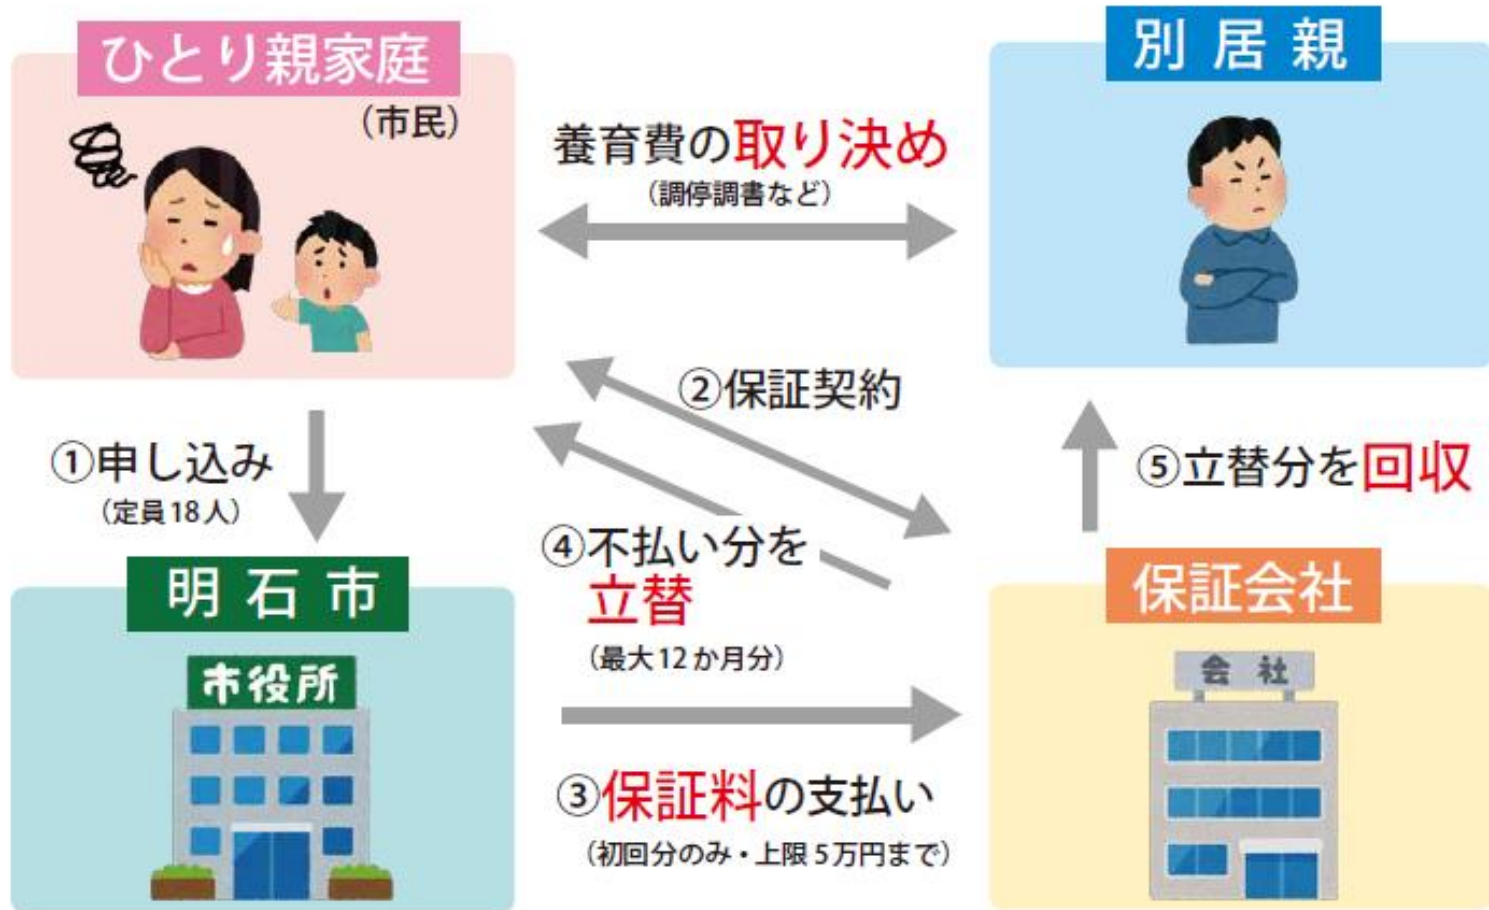 ひとり親家庭
（市民）
別居親
養育費の取り決め
（調停調書など）
②保証契約
①申し込み
（定員18人）
⑤立替分を回収
④不払い分を
立替
（最大12か月分）
明石市
市役所
保証会社
会社
③保証料の支払い
（初回分のみ・上限5万円まで）